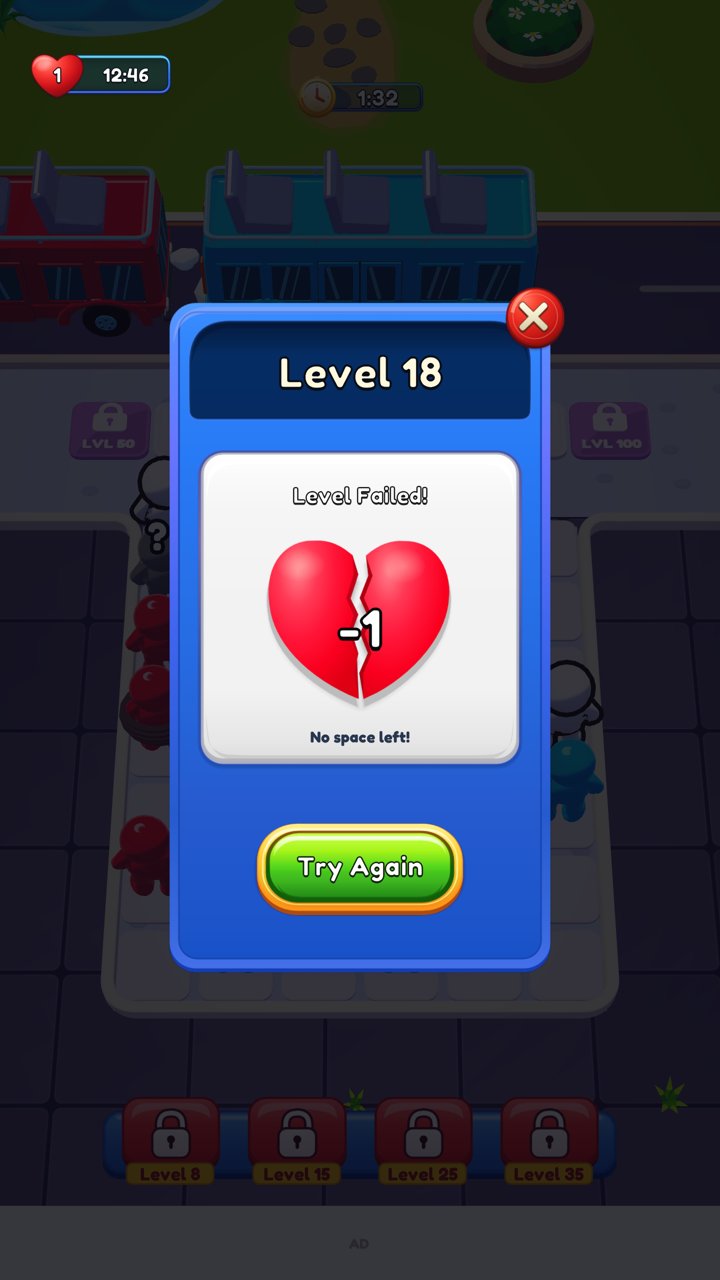 1
12:46
1:32
Level 18
LVL 50
LVL 100
Level Failed!
?
-1
No space left!
Try Again
Level 8
Level 15
Level 25
Level 35
AD